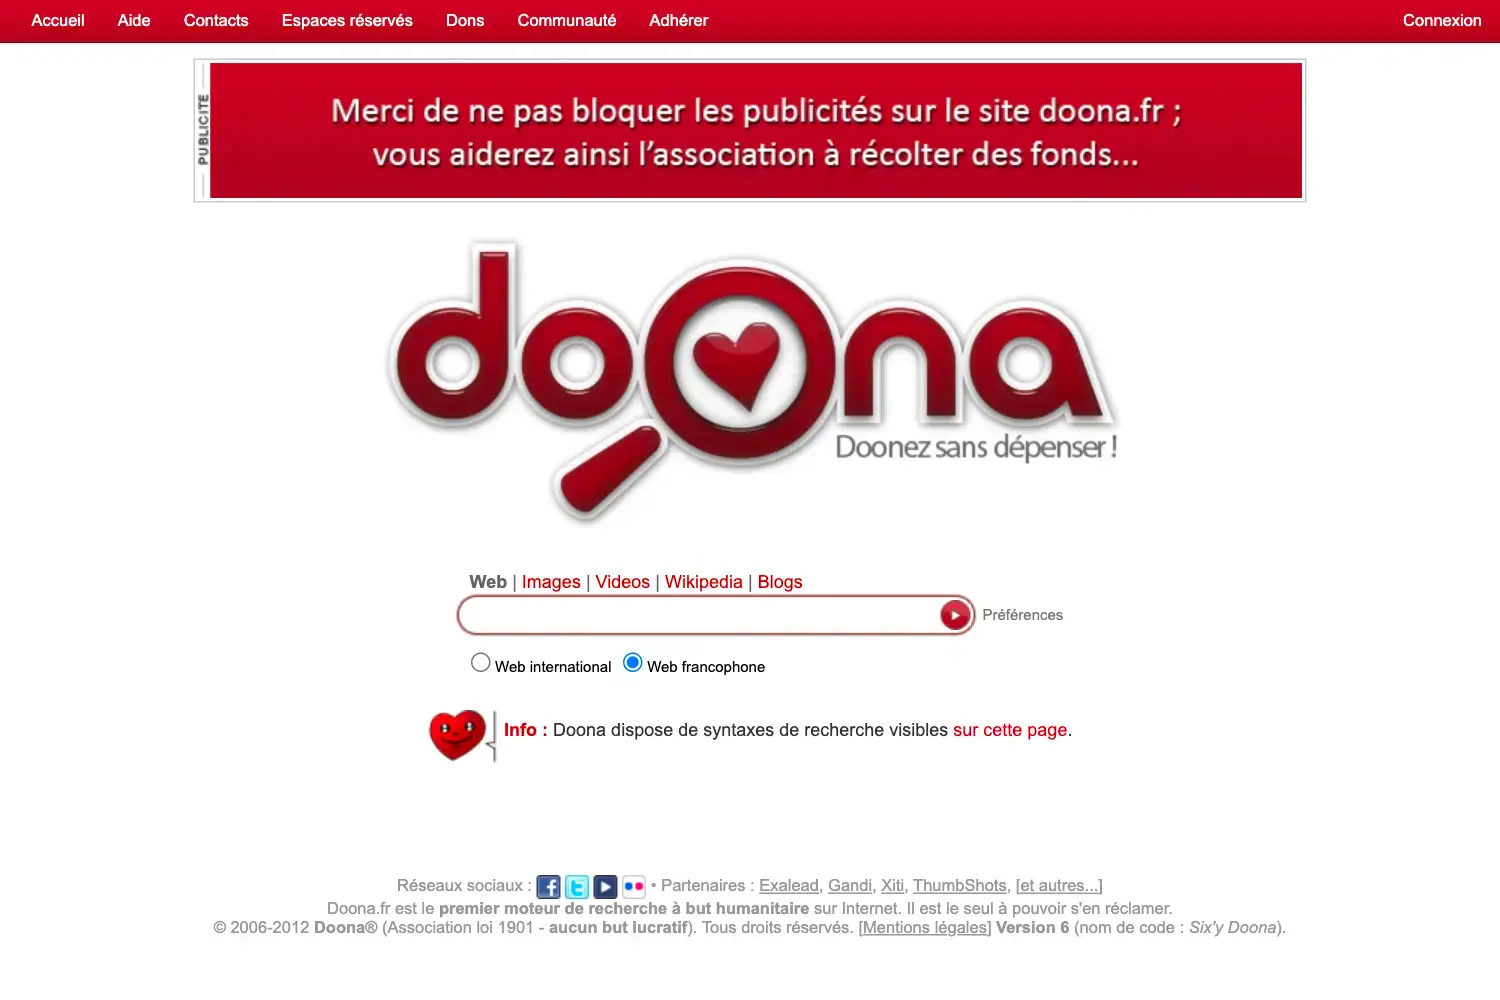 Accueil Aide Contacts Espaces réservés Dons Communauté Adhérer Connexion
PUBLICITE
Merci de ne pas bloquer les publicités sur le site doona.fr ;
vous aiderez ainsi l'association à récolter des fonds...
doona
Doonez sans dépenser !
Web | Images | Videos | Wikipedia | Blogs
Préférences
Web international Web francophone
Info : Doona dispose de syntaxes de recherche visibles sur cette page.
Réseaux sociaux : • Partenaires : Exalead, Gandi, Xiti, ThumbShots, [et autres...]
Doona.fr est le premier moteur de recherche à but humanitaire sur Internet. Il est le seul à pouvoir s'en réclamer.
© 2006-2012 Doona® (Association loi 1901 - aucun but lucratif). Tous droits réservés. [Mentions légales] Version 6 (nom de code : Six'y Doona).